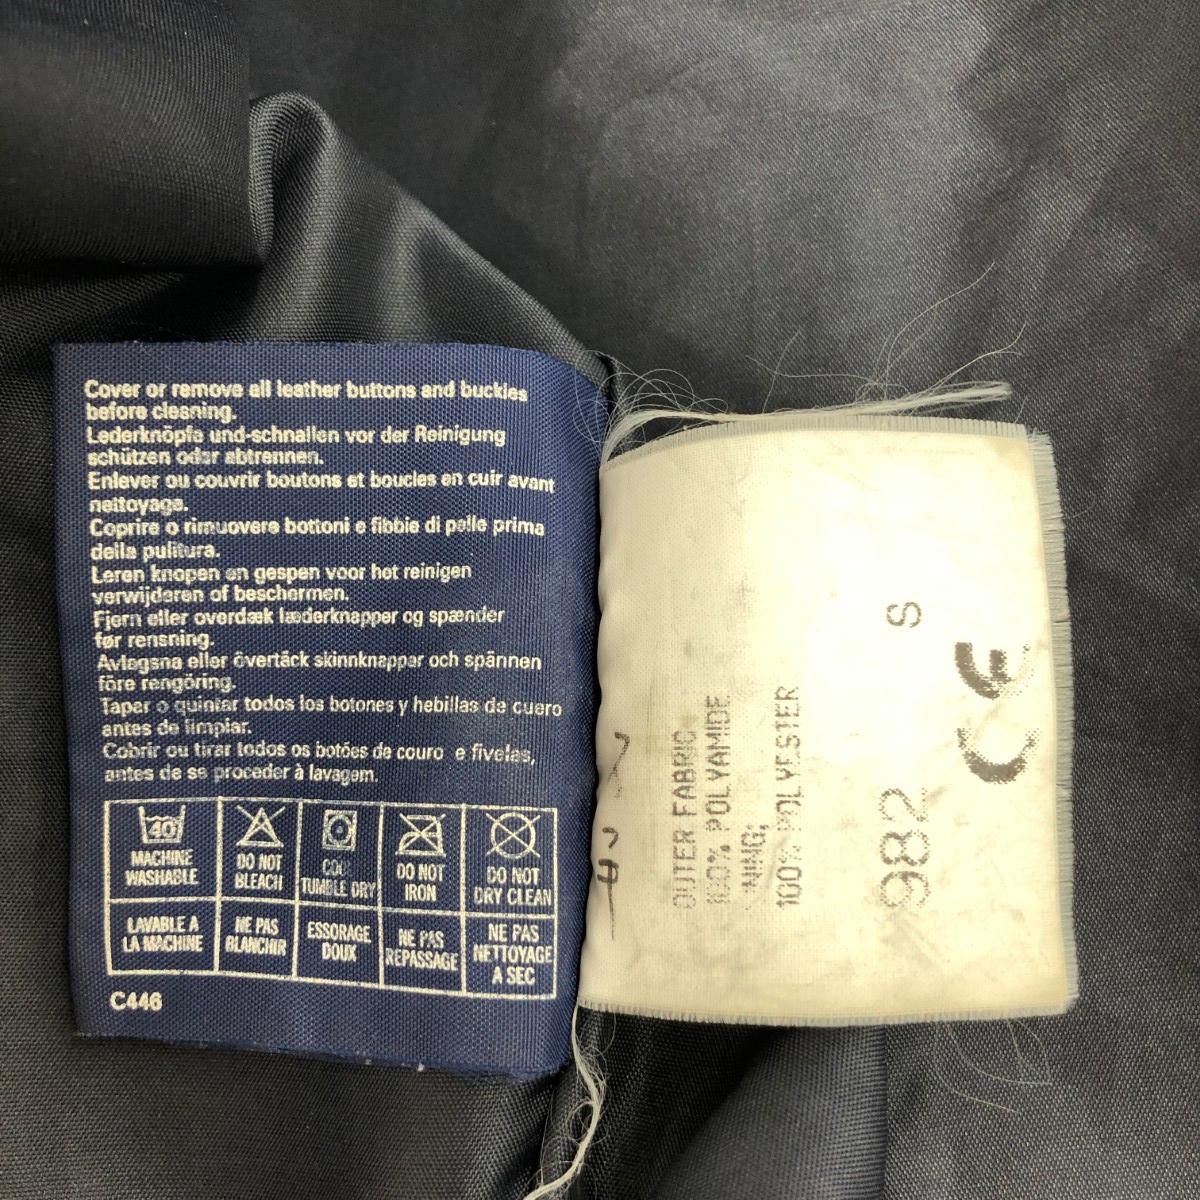 Cover or remove all leather buttons and buckles
before cleaning.
Lederknöpfe und-schnallen vor der Reinigung
schützen oder abtrennen.
Enlever ou couvrir boutons et boucles en cuir avant
nettoyage.
Coprire o rimuovere bottoni e fibbie di pelle prima
della pulitura.
Leren knopen en gespen voor het reinigen
verwijderen of beschermen.
Fjern eller overdæk læderknapper og spænder
før rensning.
Avlagsna eller övertäck skinnknappar och spännen
före rengöring.
Tapar o quintar todos los botones y hebillas de cuero
antes de limpiar.
Cobrir ou tirar todos os botões de couro e fivelas,
antes de se proceder à lavagem.
40
MACHINE
WASHABLE
DO NOT
BLEACH
COOL
TUMBLE DRY
DO NOT
IRON
DO NOT
DRY CLEAN
LAVABLE A
LA MACHINE
NE PAS
BLANCHIR
ESSORAGE
DOUX
NE PAS
REPASSAGE
NE PAS
NETTOYAGE
A SEC
C446
OUTER FABRIC
100% POLYAMIDE
NING;
100% POLYESTER
982 S
CE